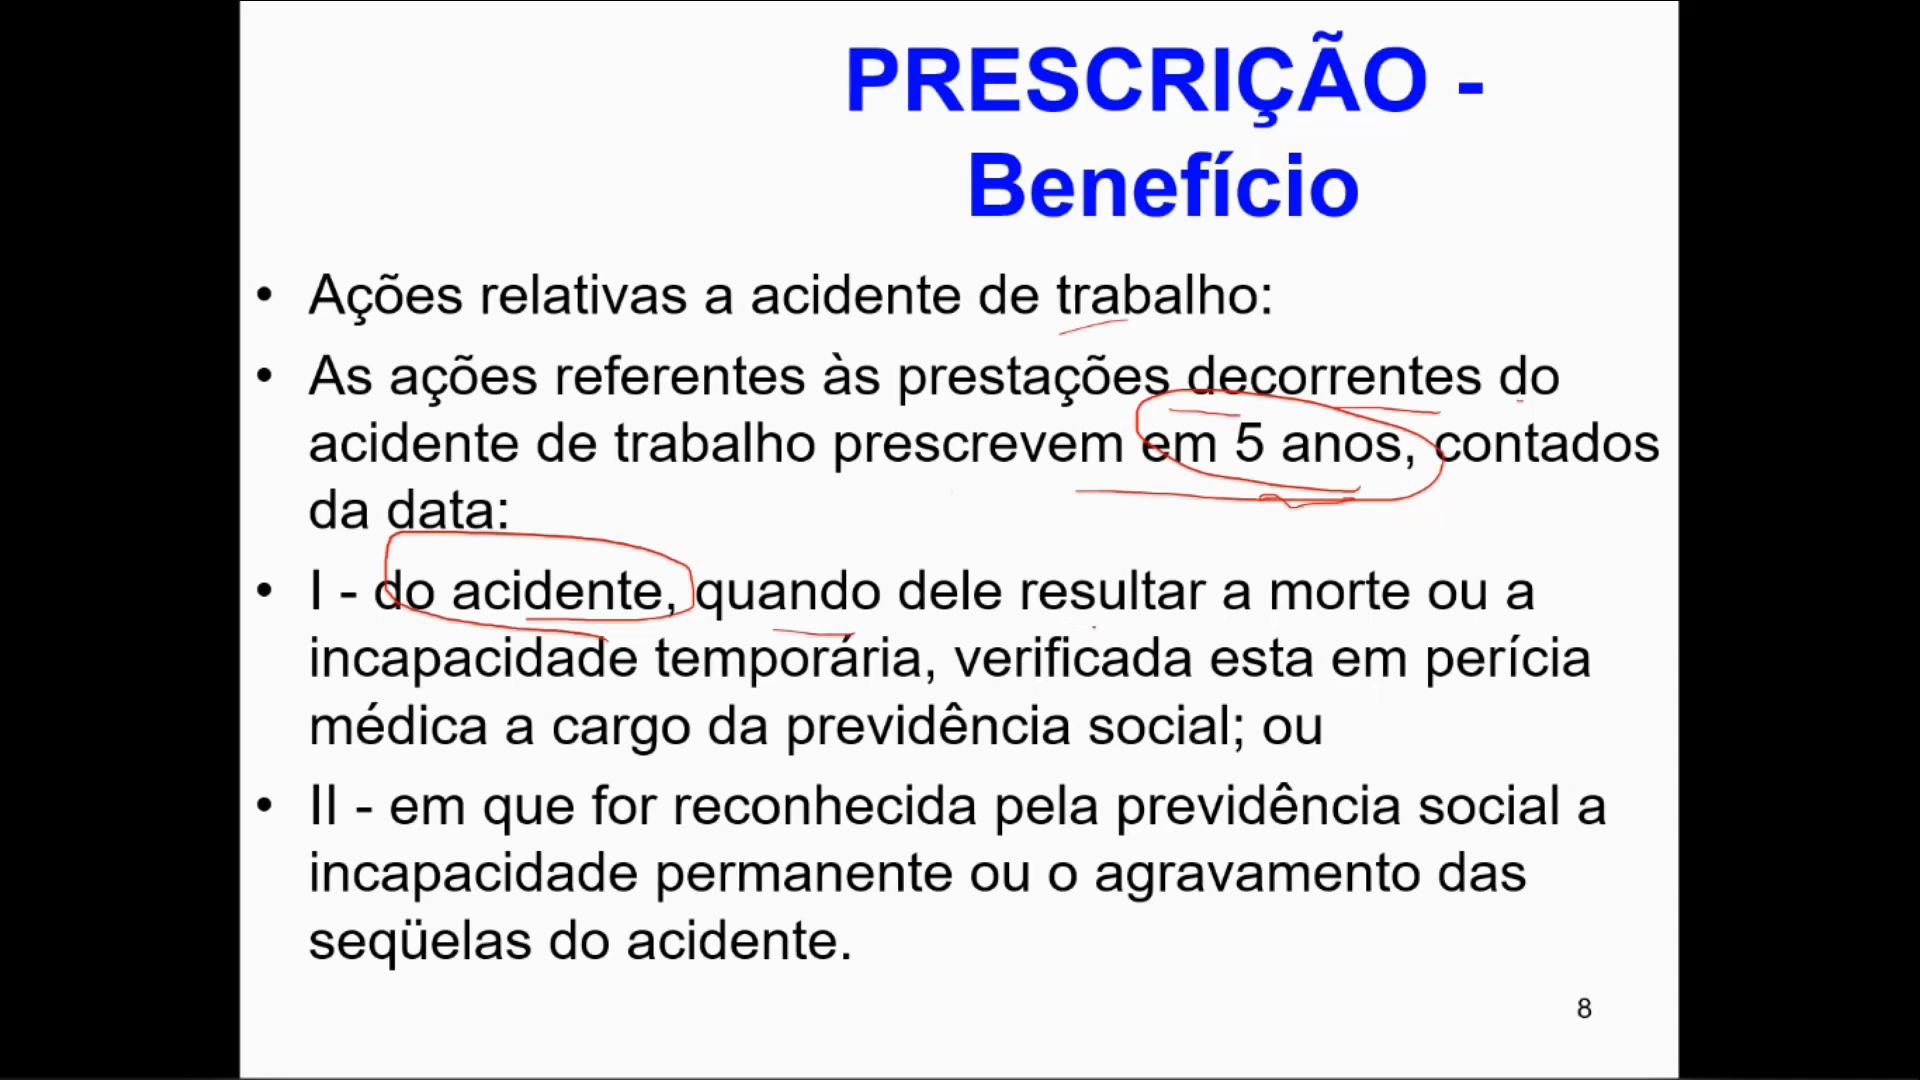 PRESCRIÇÃO -
Benefício
• Ações relativas a acidente de trabalho:
• As ações referentes às prestações decorrentes do
acidente de trabalho prescrevem em 5 anos, contados
da data:
• I - do acidente, quando dele resultar a morte ou a
incapacidade temporária, verificada esta em perícia
médica a cargo da previdência social; ou
• II - em que for reconhecida pela previdência social a
incapacidade permanente ou o agravamento das
seqüelas do acidente.
8